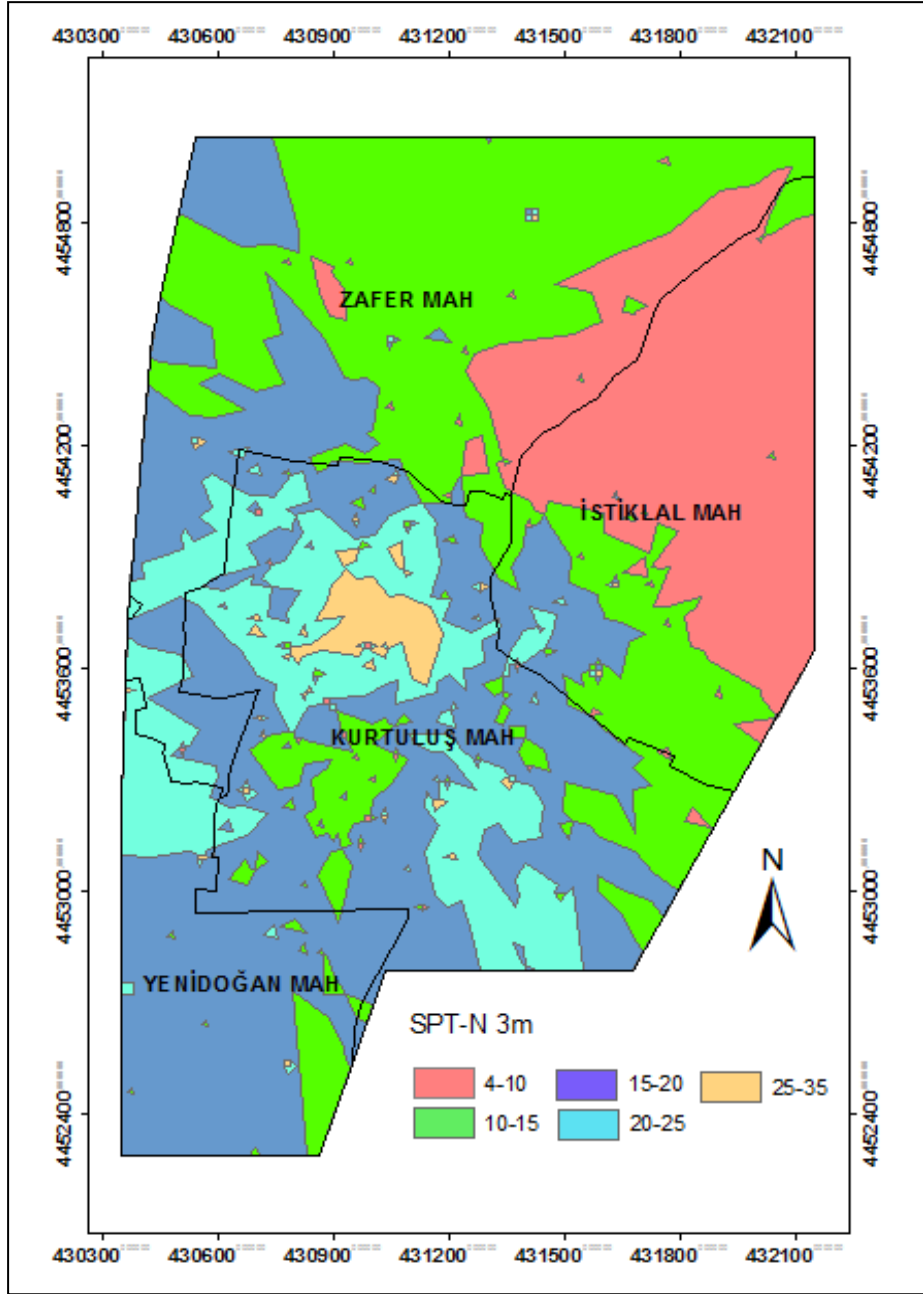 430300 430600 430900 431200 431500 431800 432100
4454800 4454800
ZAFER MAH
4454200 4454200
İSTİKLAL MAH
4453600 4453600
KURTULUŞ MAH
N
4453000 4453000
YENİDOĞAN MAH
SPT-N 3m
4-10 15-20 25-35
10-15 20-25
4452400 4452400
430300 430600 430900 431200 431500 431800 432100